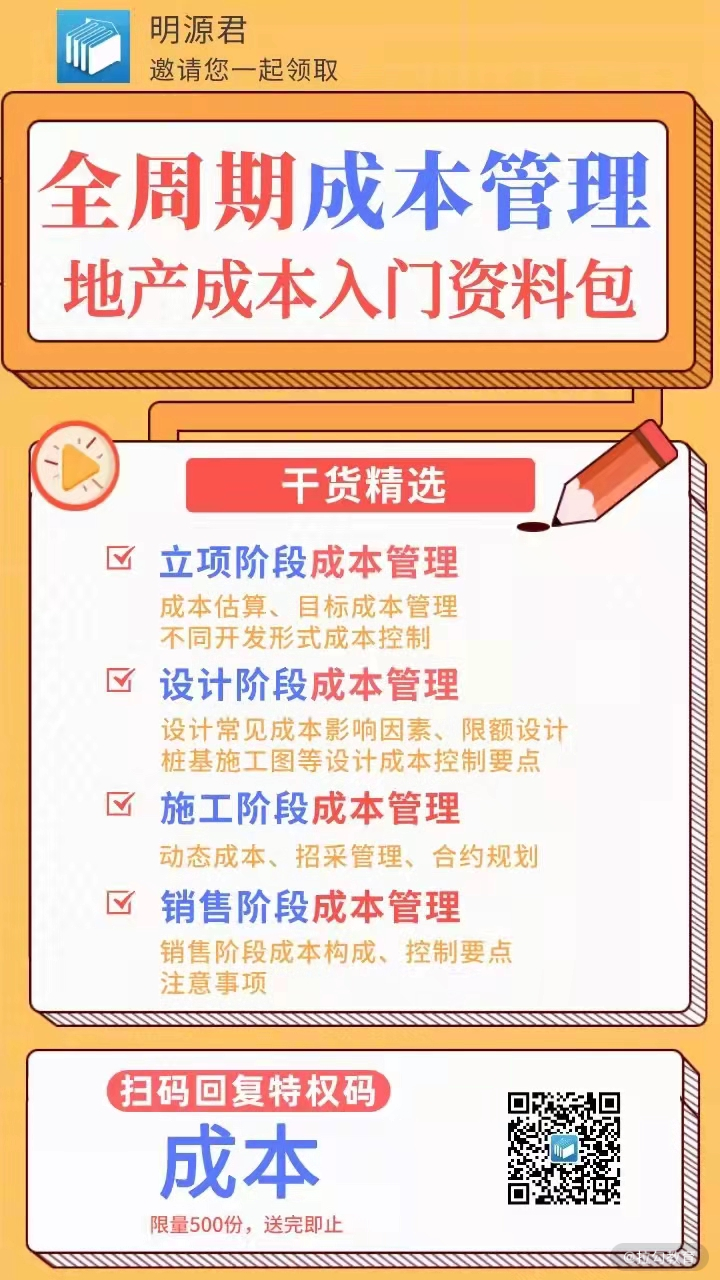 明源君
邀请您一起领取
全周期成本管理
地产成本入门资料包
干货精选
立项阶段成本管理
成本估算、目标成本管理
不同开发形式成本控制
设计阶段成本管理
设计常见成本影响因素、限额设计
桩基施工图等设计成本控制要点
施工阶段成本管理
动态成本、招采管理、合约规划
销售阶段成本管理
销售阶段成本构成、控制要点
注意事项
扫码回复特权码
成本
限量500份，送完即止
@拉勾教育